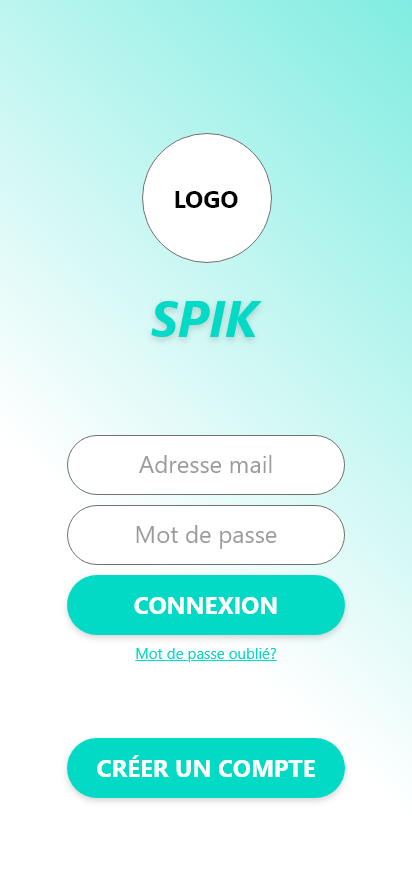 LOGO
SPIK
Adresse mail
Mot de passe
CONNEXION
Mot de passe oublié?
CRÉER UN COMPTE